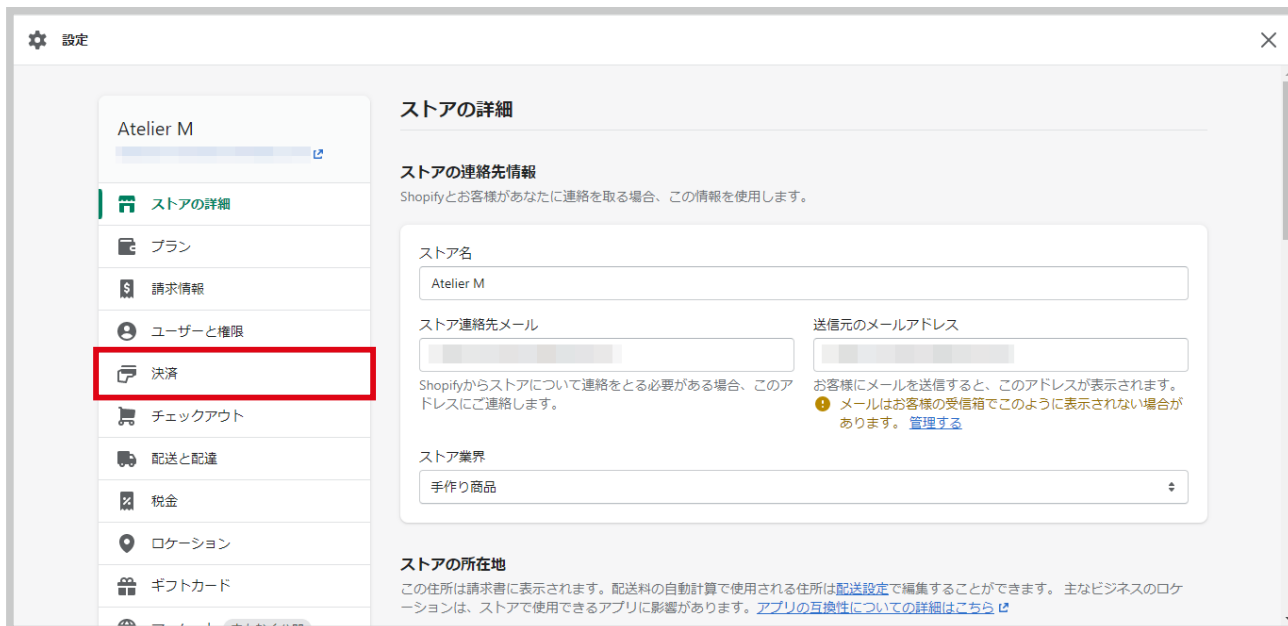 設定
Atelier M
ストアの詳細
プラン
請求情報
ユーザーと権限
決済
チェックアウト
配送と配達
税金
ロケーション
ギフトカード
ストアの詳細
ストアの連絡先情報
Shopifyとお客様があなたに連絡を取る場合、この情報を使用します。
ストア名
Atelier M
ストア連絡先メール
送信元のメールアドレス
Shopifyからストアについて連絡をとる必要がある場合、このア
ドレスにご連絡します。
お客様にメールを送信すると、このアドレスが表示されます。
メールはお客様の受信箱でこのように表示されない場合が
あります。 管理する
ストア業界
手作り商品
ストアの所在地
この住所は請求書に表示されます。配送料の自動計算で使用される住所は配送設定で編集することができます。 主なビジネスのロケ
ーションは、ストアで使用できるアプリに影響があります。アプリの互換性についての詳細はこちら